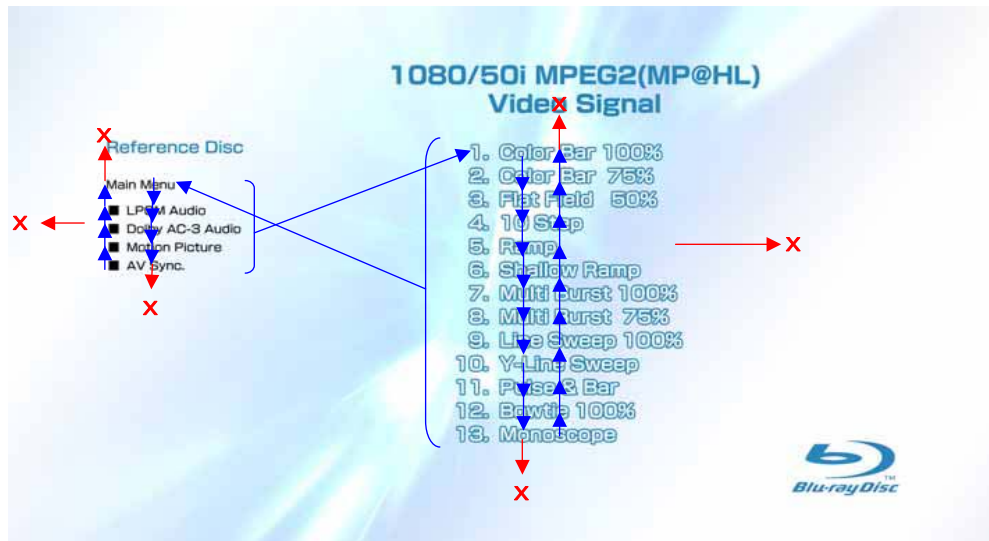 1080/50i MPEG2(MP@HL)
Video Signal
X
X
Reference Disc
Main Menu
■ LPCM Audio
■ Dolby AC-3 Audio
■ Motion Picture
■ AV Sync.
X
X
1. Color Bar 100%
2. Color Bar 75%
3. Flat Field 50%
4. 10 Step
5. Ramp
6. Shallow Ramp
7. Multi Burst 100%
8. Multi Burst 75%
9. Line Sweep 100%
10. Y-Line Sweep
11. Pulse & Bar
12. Bowtie 100%
13. Monoscope
X
X
Blu-ray Disc
TM